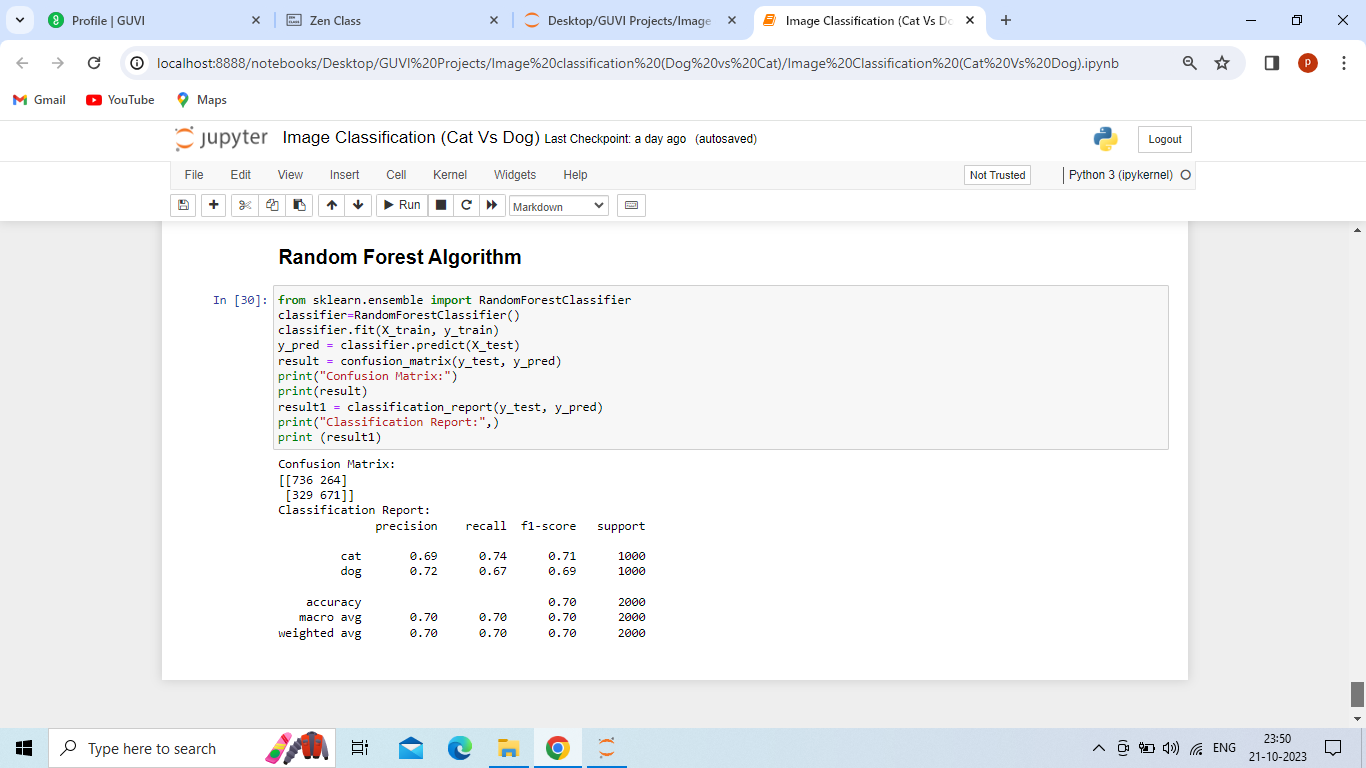 Profile | GUVI
Zen Class
Desktop/GUVI Projects/Image
Image Classification (Cat Vs Do
localhost:8888/notebooks/Desktop/GUVI%20Projects/Image%20classification%20(Dog%20vs%20Cat)/Image%20Classification%20(Cat%20Vs%20Dog).ipynb
p
Gmail YouTube Maps
jupyter Image Classification (Cat Vs Dog) Last Checkpoint: a day ago (autosaved) Logout
File Edit View Insert Cell Kernel Widgets Help Not Trusted Python 3 (ipykernel)
Run Markdown
Random Forest Algorithm
In [30]: from sklearn.ensemble import RandomForestClassifier
classifier=RandomForestClassifier()
classifier.fit(X_train, y_train)
y_pred = classifier.predict(X_test)
result = confusion_matrix(y_test, y_pred)
print("Confusion Matrix:")
print(result)
result1 = classification_report(y_test, y_pred)
print("Classification Report:",)
print (result1)
Confusion Matrix:
[[736 264]
[329 671]]
Classification Report:
precision recall f1-score support
cat 0.69 0.74 0.71 1000
dog 0.72 0.67 0.69 1000
accuracy 0.70 2000
macro avg 0.70 0.70 0.70 2000
weighted avg 0.70 0.70 0.70 2000
Type here to search
ENG
23:50
21-10-2023